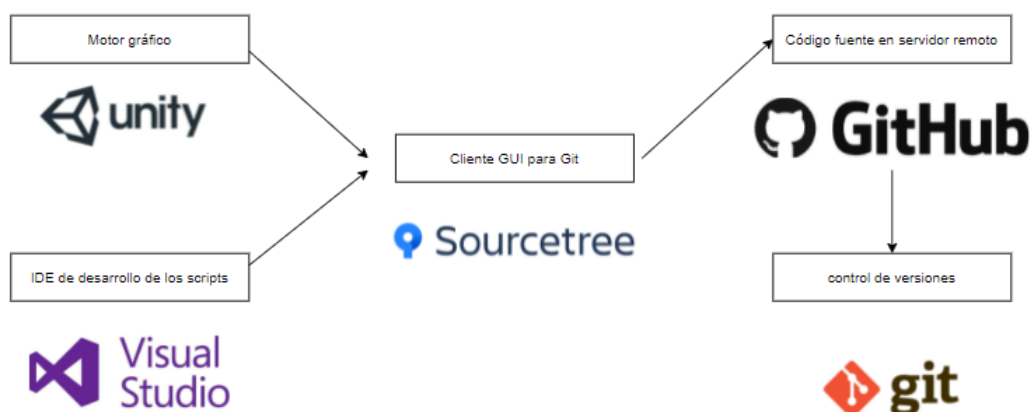 Motor gráfico
unity
IDE de desarrollo de los scripts
Visual
Studio
Cliente GUI para Git
Sourcetree
Código fuente en servidor remoto
GitHub
control de versiones
git